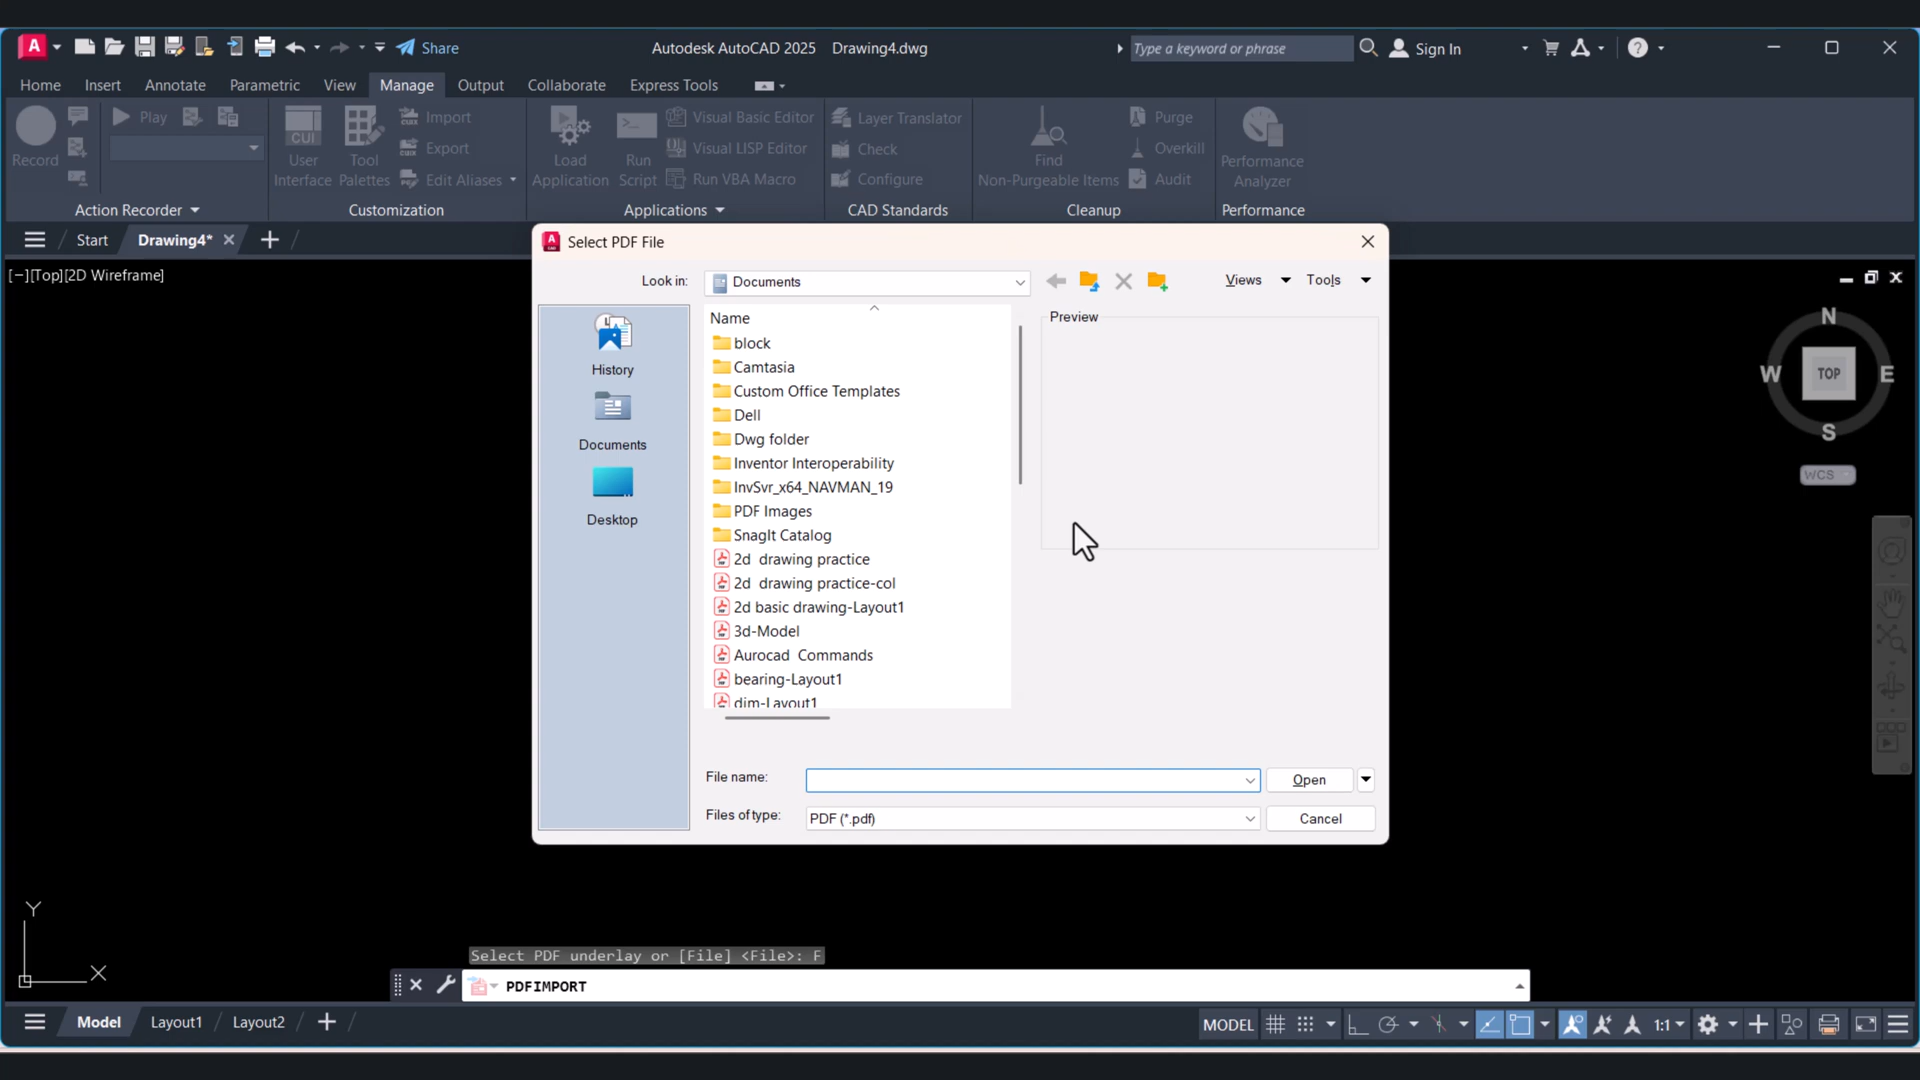 A Share Autodesk AutoCAD 2025 Drawing4.dwg Type a keyword or phrase Sign In
Home Insert Annotate Parametric View Manage Output Collaborate Express Tools
Record Play
CUI
User Interface
Tool Palettes
Import
Export
Edit Aliases
Load Application
Run Script
Visual Basic Editor
Visual LISP Editor
Run VBA Macro
Layer Translator
Check
Configure
Find Non-Purgeable Items
Purge
Overkill
Audit
Performance Analyzer
Action Recorder Customization Applications CAD Standards Cleanup Performance
Start Drawing4*
[−][Top][2D Wireframe]
Select PDF File
Look in: Documents Views Tools
History
Documents
Desktop
Name
block
Camtasia
Custom Office Templates
Dell
Dwg folder
Inventor Interoperability
InvSvr_x64_NAVMAN_19
PDF Images
SnagIt Catalog
2d  drawing practice
2d  drawing practice-col
2d basic drawing-Layout1
3d-Model
Aurocad  Commands
bearing-Layout1
dim-Layout1
Preview
File name: Open
Files of type: PDF (*.pdf) Cancel
N
W TOP E
S
WCS
Y
X
Select PDF underlay or [File] <File>: F
PDFIMPORT
Model Layout1 Layout2 MODEL 1:1